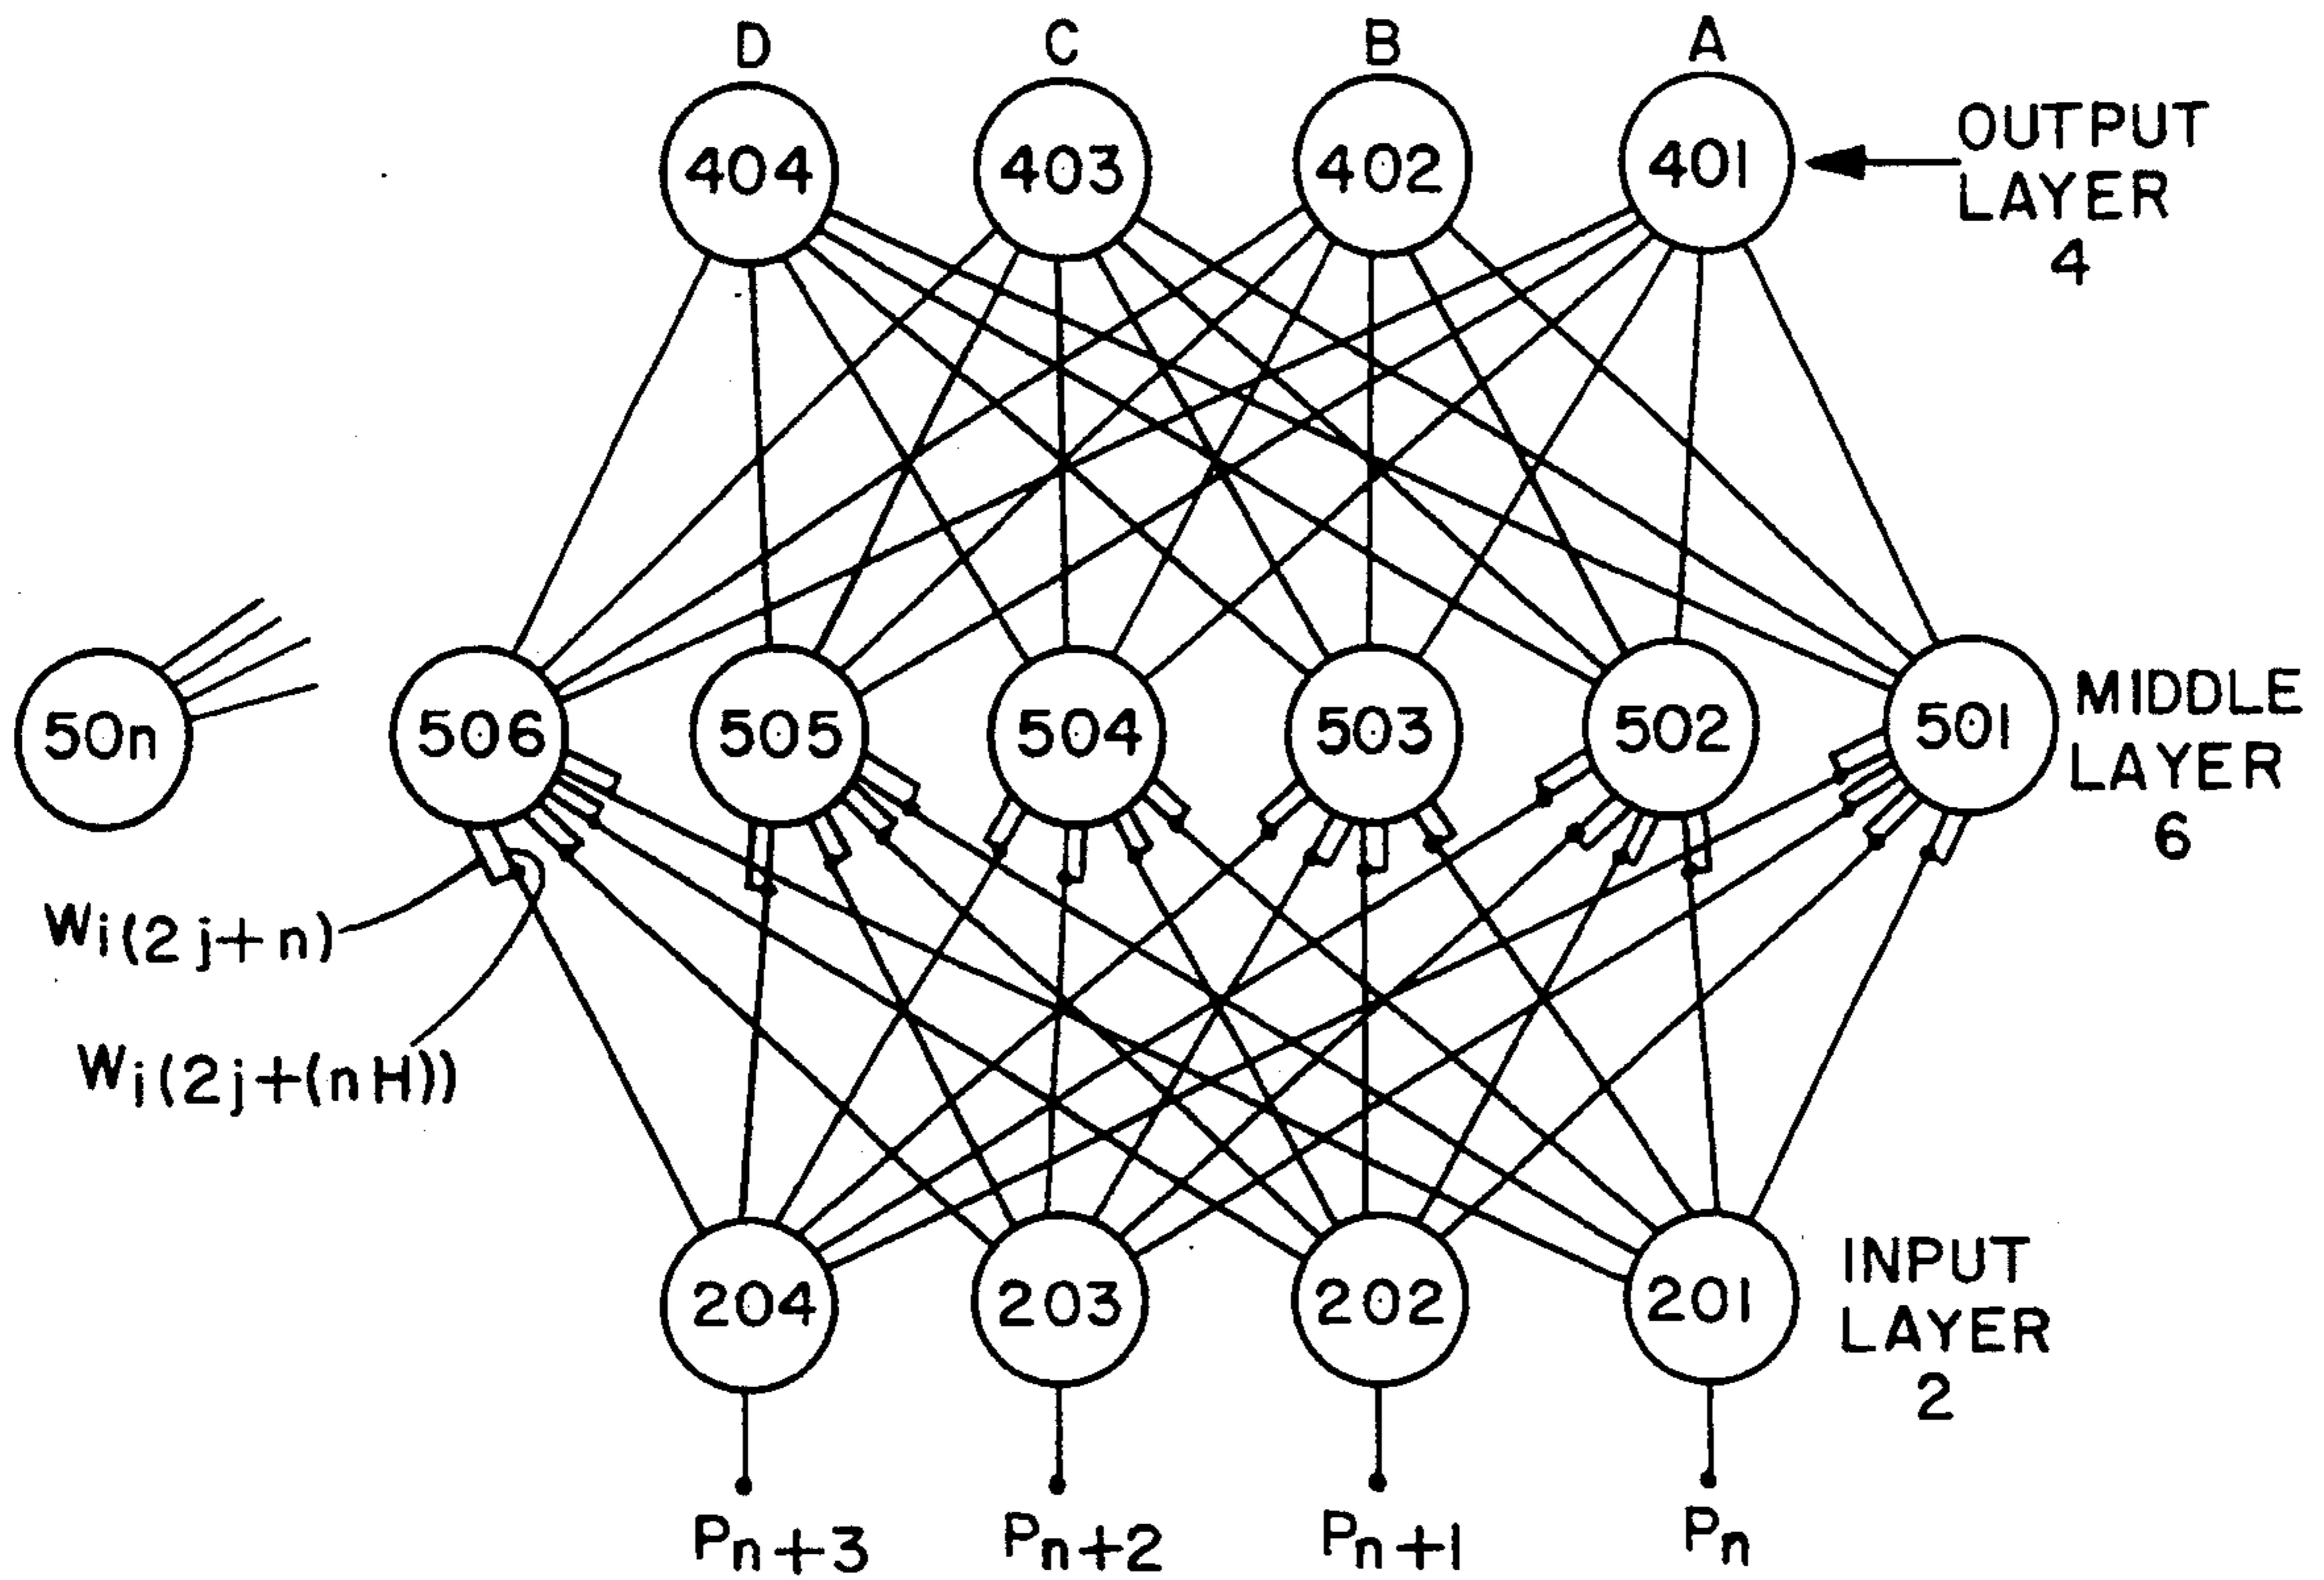 D C B A
404 403 402 401
OUTPUT
LAYER
4
50n 506 505 504 503 502 501
MIDDLE
LAYER
6
Wi(2j+n)
Wi(2j+(nH))
204 203 202 201
INPUT
LAYER
2
Pn+3 Pn+2 Pn+1 Pn